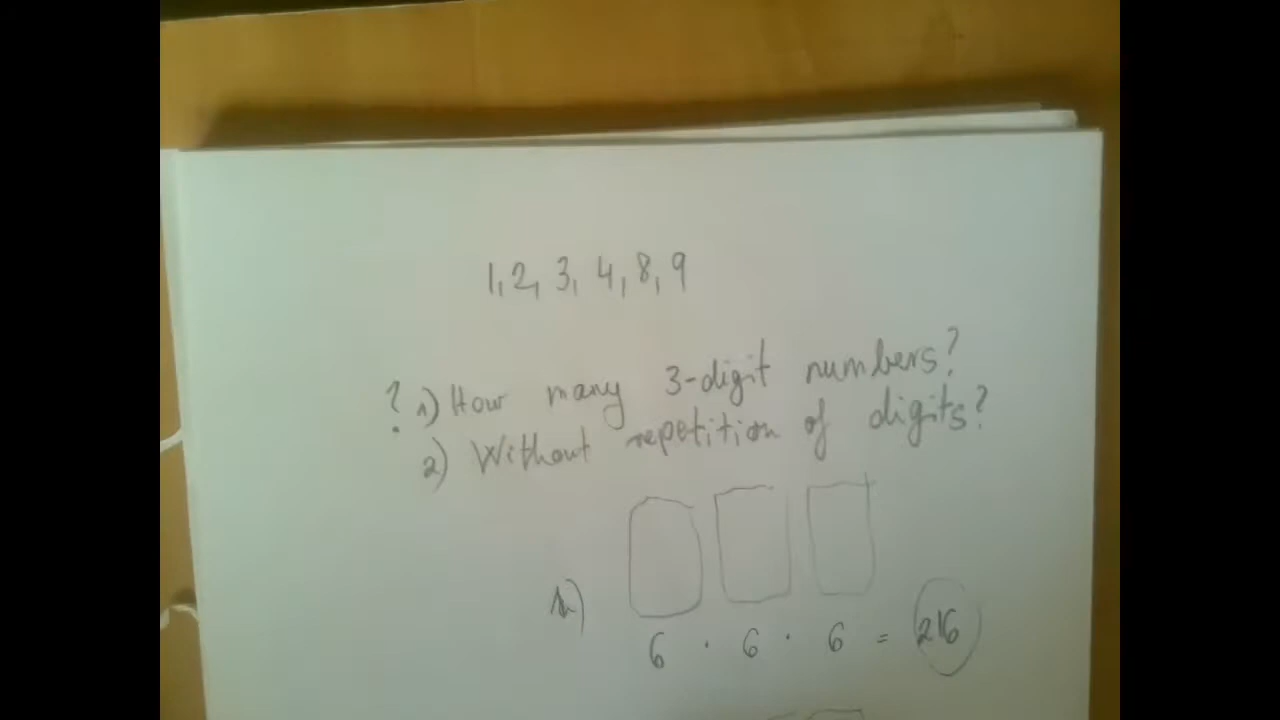 1, 2, 3, 4, 8, 9
? 1) How many 3-digit numbers?
2) Without repetition of digits?
1)
6 · 6 · 6 = 216